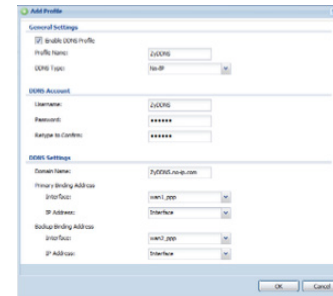 Add Profile
General Settings
Enable DDNS Profile
Profile Name: ZyDDNS
DDNS Type: No-IP
DDNS Account
Username: ZyDDNS
Password: ••••••
Retype to Confirm: ••••••
DDNS Settings
Domain Name: ZyDDNS.no-ip.com
Primary Binding Address
Interface: wan1_ppp
IP Address: Interface
Backup Binding Address
Interface: wan2_ppp
IP Address: Interface
OK Cancel